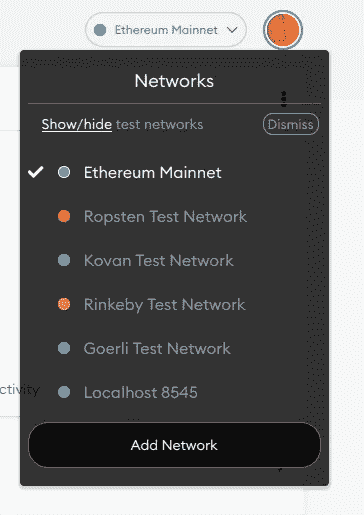 Ethereum Mainnet
Networks
Show/hide test networks
Dismiss
Ethereum Mainnet
Ropsten Test Network
Kovan Test Network
Rinkeby Test Network
Goerli Test Network
Localhost 8545
ctivity
Add Network